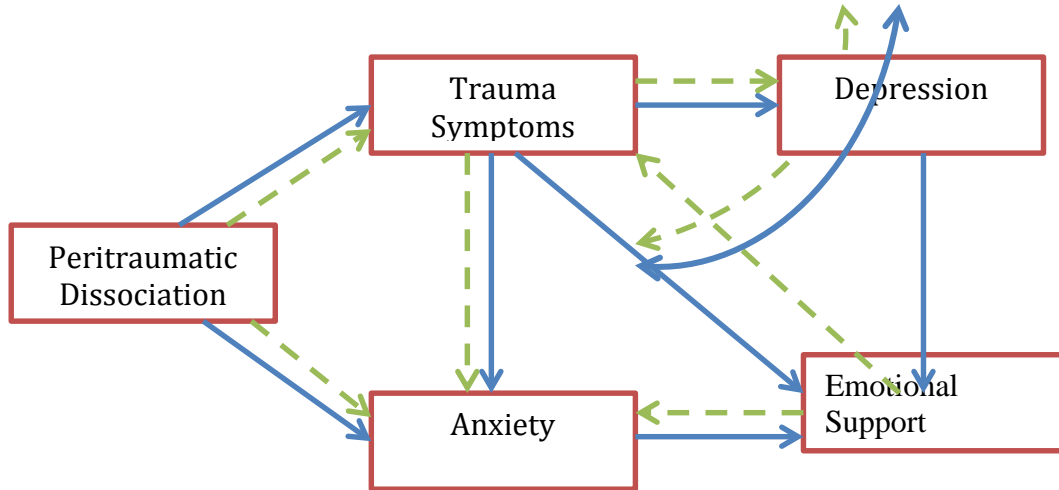 Trauma
Symptoms
Depression
Peritraumatic
Dissociation
Anxiety
Emotional
Support